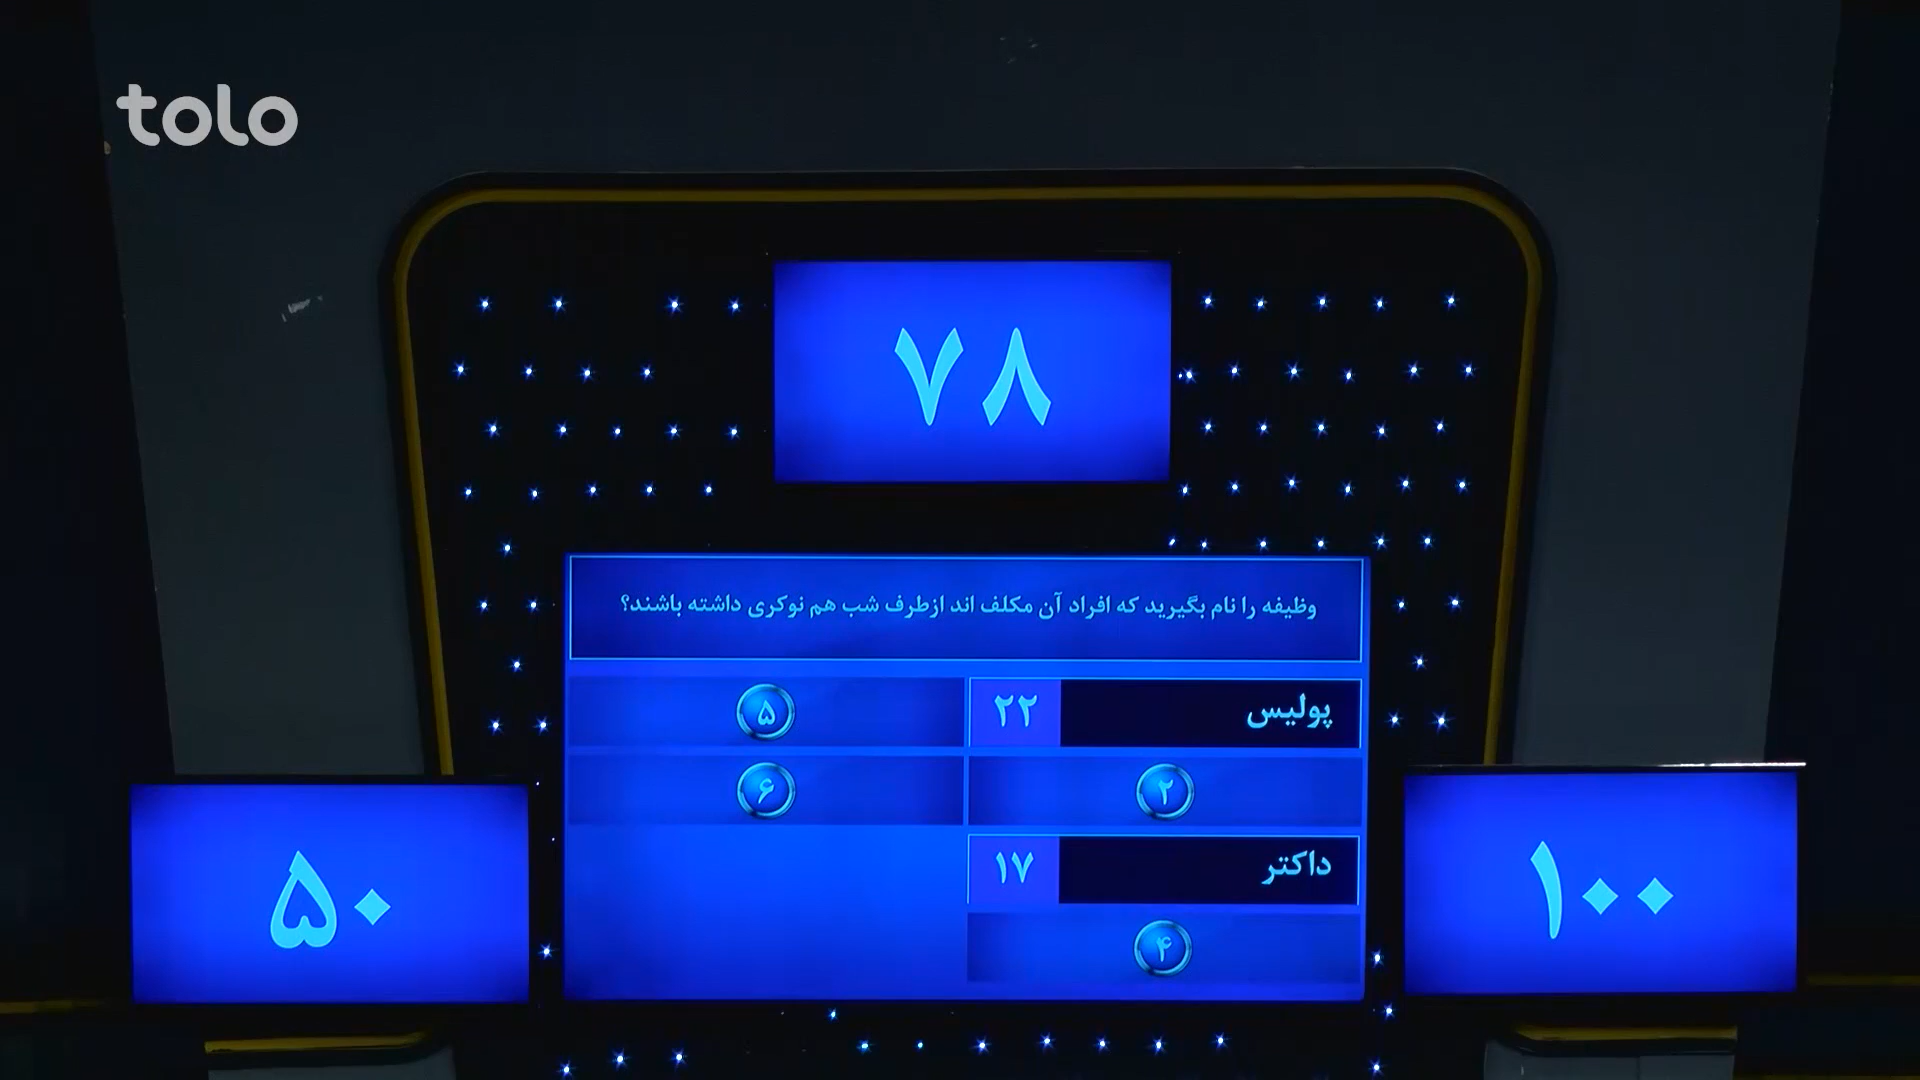 tolo
۷۸
وظیفه را نام بگیرید که افراد آن مکلف اند ازطرف شب هم نوکری داشته باشند؟
پولیس ۲۲
۲
داکتر ۱۷
۴
۵
۶
۵۰
۱۰۰